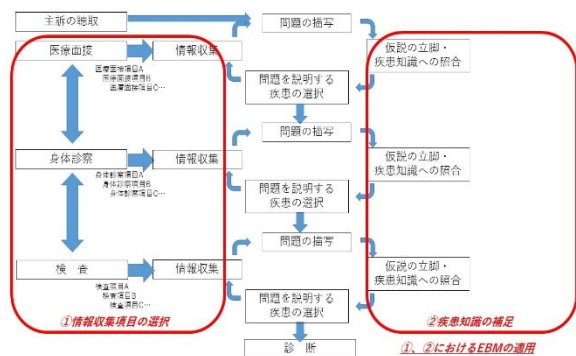 主訴の聴取
問題の描写
医療面接
情報収集
仮説の立脚・
疾患知識への照合
医療面接項目A
医療面接項目B
医療面接項目C…
問題を説明する
疾患の選択
問題の描写
身体診察
情報収集
仮説の立脚・
疾患知識への照合
身体診察項目A
身体診察項目B
身体診察項目C…
問題を説明する
疾患の選択
問題の描写
検 査
情報収集
仮説の立脚・
疾患知識への照合
検査項目A
検査項目B
検査項目C…
問題を説明する
疾患の選択
①情報収集項目の選択
②疾患知識の補足
診 断
①、②におけるEBMの適用